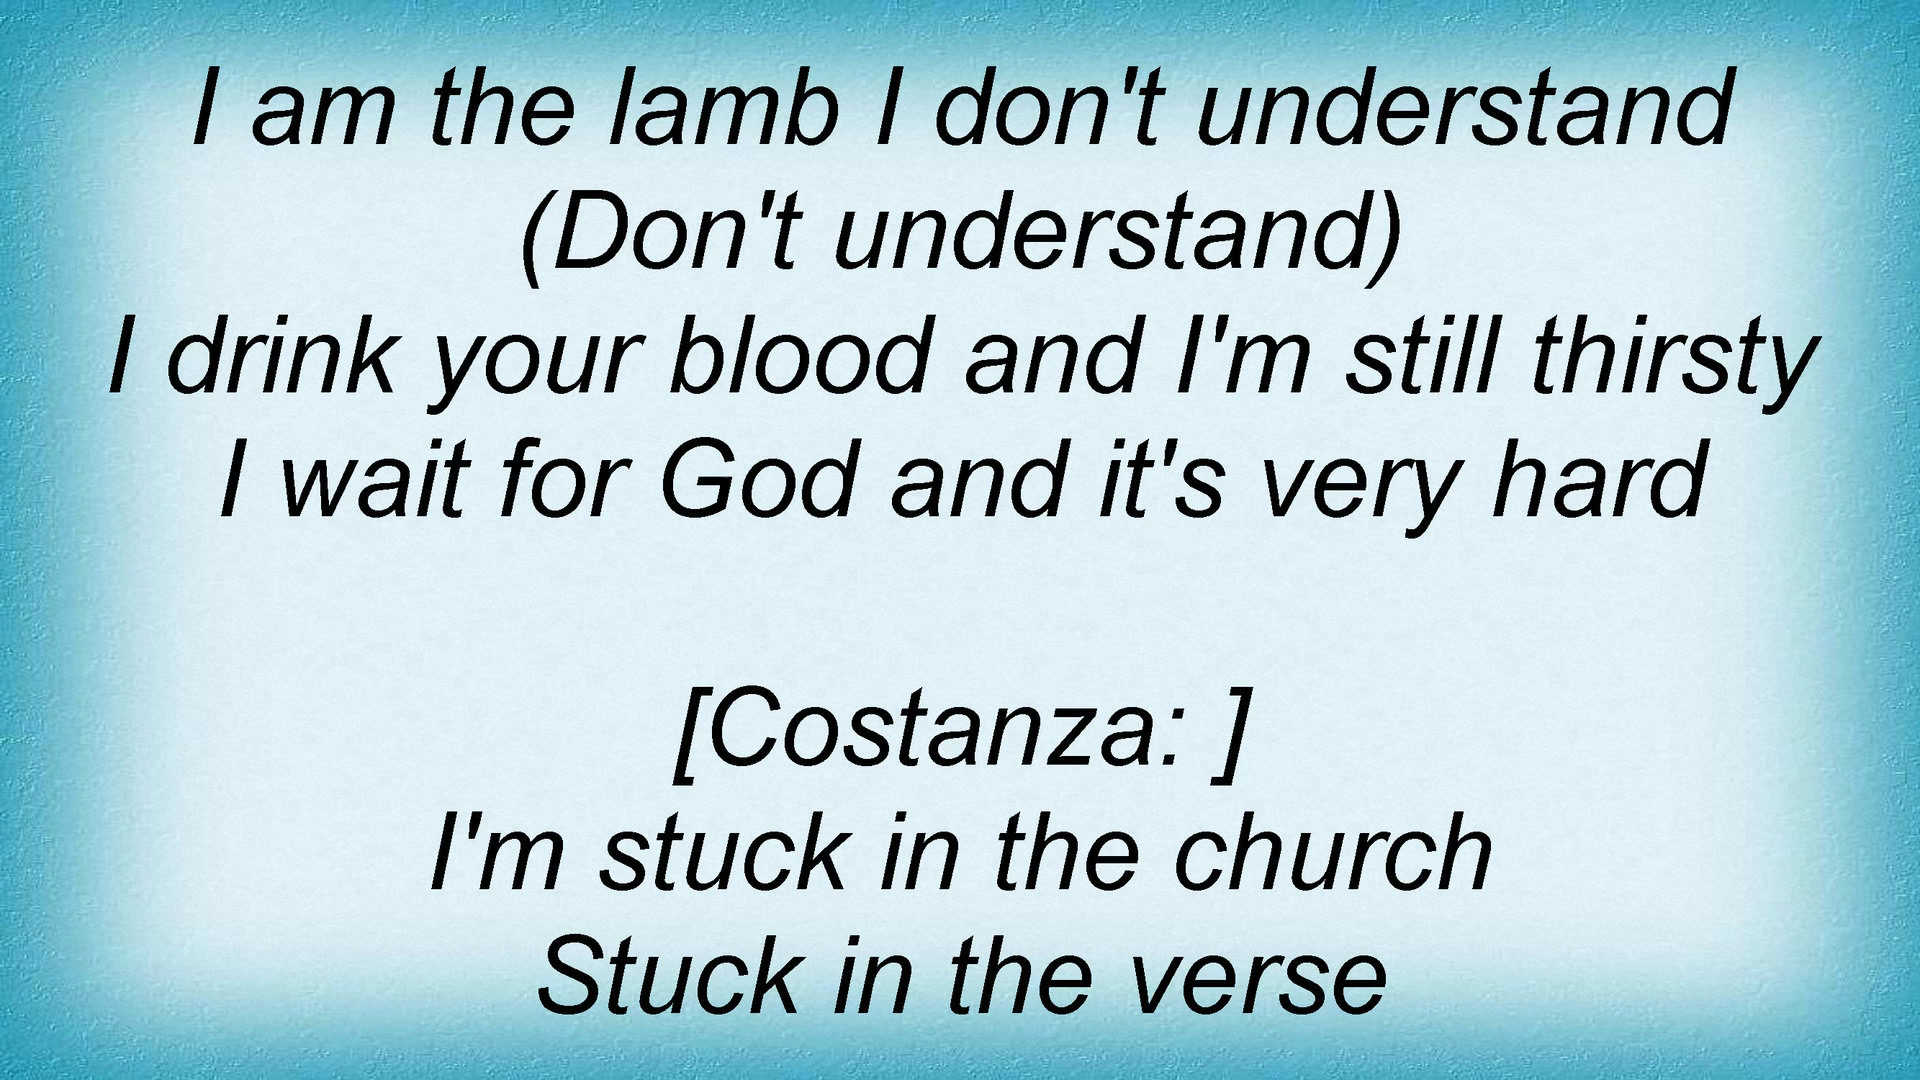 I am the lamb I don't understand
(Don't understand)
I drink your blood and I'm still thirsty
I wait for God and it's very hard
[Costanza: ]
I'm stuck in the church
Stuck in the verse